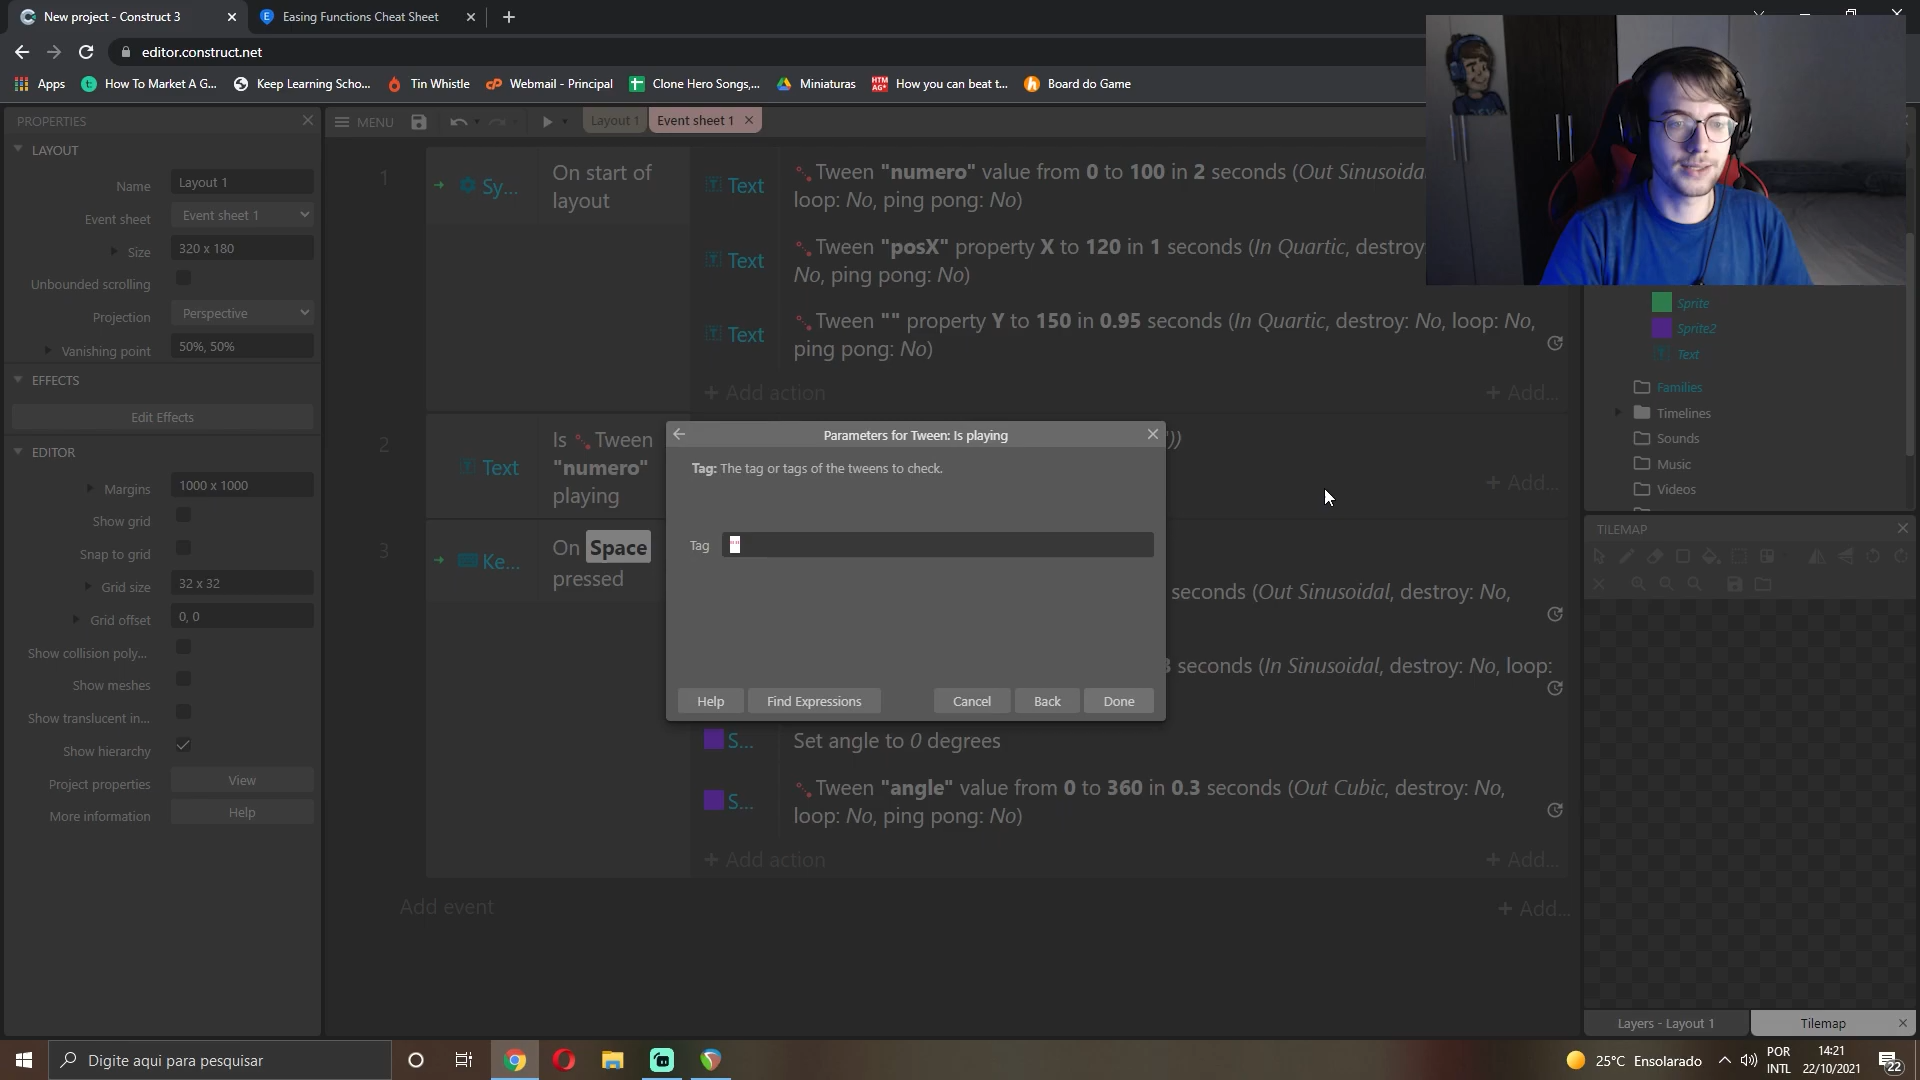 New project - Construct 3
Easing Functions Cheat Sheet
editor.construct.net
Apps
How To Market A G...
Keep Learning Scho...
Tin Whistle
Webmail - Principal
Clone Hero Songs,...
Miniaturas
How you can beat t...
Board do Game
PROPERTIES
MENU
Layout 1
Event sheet 1
LAYOUT
Name
Layout 1
Event sheet
Event sheet 1
Size
320 x 180
Unbounded scrolling
Projection
Perspective
Vanishing point
50%, 50%
EFFECTS
Edit Effects
EDITOR
Margins
1000 x 1000
Show grid
Snap to grid
Grid size
32 x 32
Grid offset
0, 0
Show collision poly...
Show meshes
Show translucent in...
Show hierarchy
Project properties
View
More information
Help
1
Sy...
On start of
layout
Text
Tween "numero" value from 0 to 100 in 2 seconds (Out Sinusoida
loop: No, ping pong: No)
Text
Tween "posX" property X to 120 in 1 seconds (In Quartic, destroy
No, ping pong: No)
Text
Tween "" property Y to 150 in 0.95 seconds (In Quartic, destroy: No, loop: No,
ping pong: No)
+ Add action
+ Add...
2
Text
Is Tween
"numero"
playing
"))
+ Add...
3
Ke...
On Space
pressed
seconds (Out Sinusoidal, destroy: No,
3 seconds (In Sinusoidal, destroy: No, loop:
S...
Set angle to 0 degrees
S...
Tween "angle" value from 0 to 360 in 0.3 seconds (Out Cubic, destroy: No,
loop: No, ping pong: No)
+ Add action
+ Add...
Add event
+ Add...
Parameters for Tween: Is playing
Tag: The tag or tags of the tweens to check.
Tag
""
Help
Find Expressions
Cancel
Back
Done
Sprite
Sprite2
Text
Families
Timelines
Sounds
Music
Videos
TILEMAP
Layers - Layout 1
Tilemap
Digite aqui para pesquisar
25°C Ensolarado
POR
INTL
14:21
22/10/2021
22